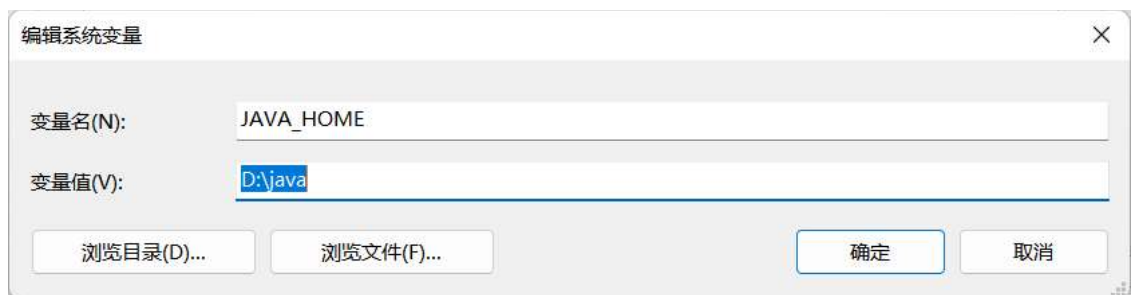 编辑系统变量
变量名(N): JAVA_HOME
变量值(V): D:\java
浏览目录(D)... 浏览文件(F)... 确定 取消